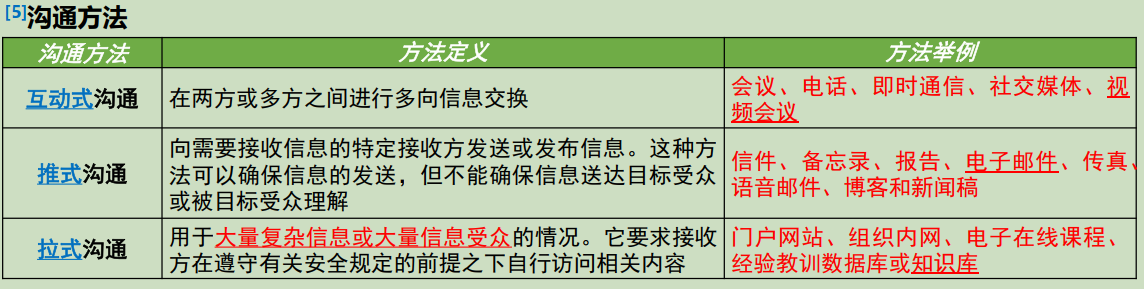 [5]沟通方法
沟通方法 方法定义 方法举例
互动式沟通
在两方或多方之间进行多向信息交换
会议、电话、即时通信、社交媒体、视
频会议
推式沟通
向需要接收信息的特定接收方发送或发布信息。这种方
法可以确保信息的发送，但不能确保信息送达目标受众
或被目标受众理解
信件、备忘录、报告、电子邮件、传真、
语音邮件、博客和新闻稿
拉式沟通
用于大量复杂信息或大量信息受众的情况。它要求接收
方在遵守有关安全规定的前提之下自行访问相关内容
门户网站、组织内网、电子在线课程、
经验教训数据库或知识库